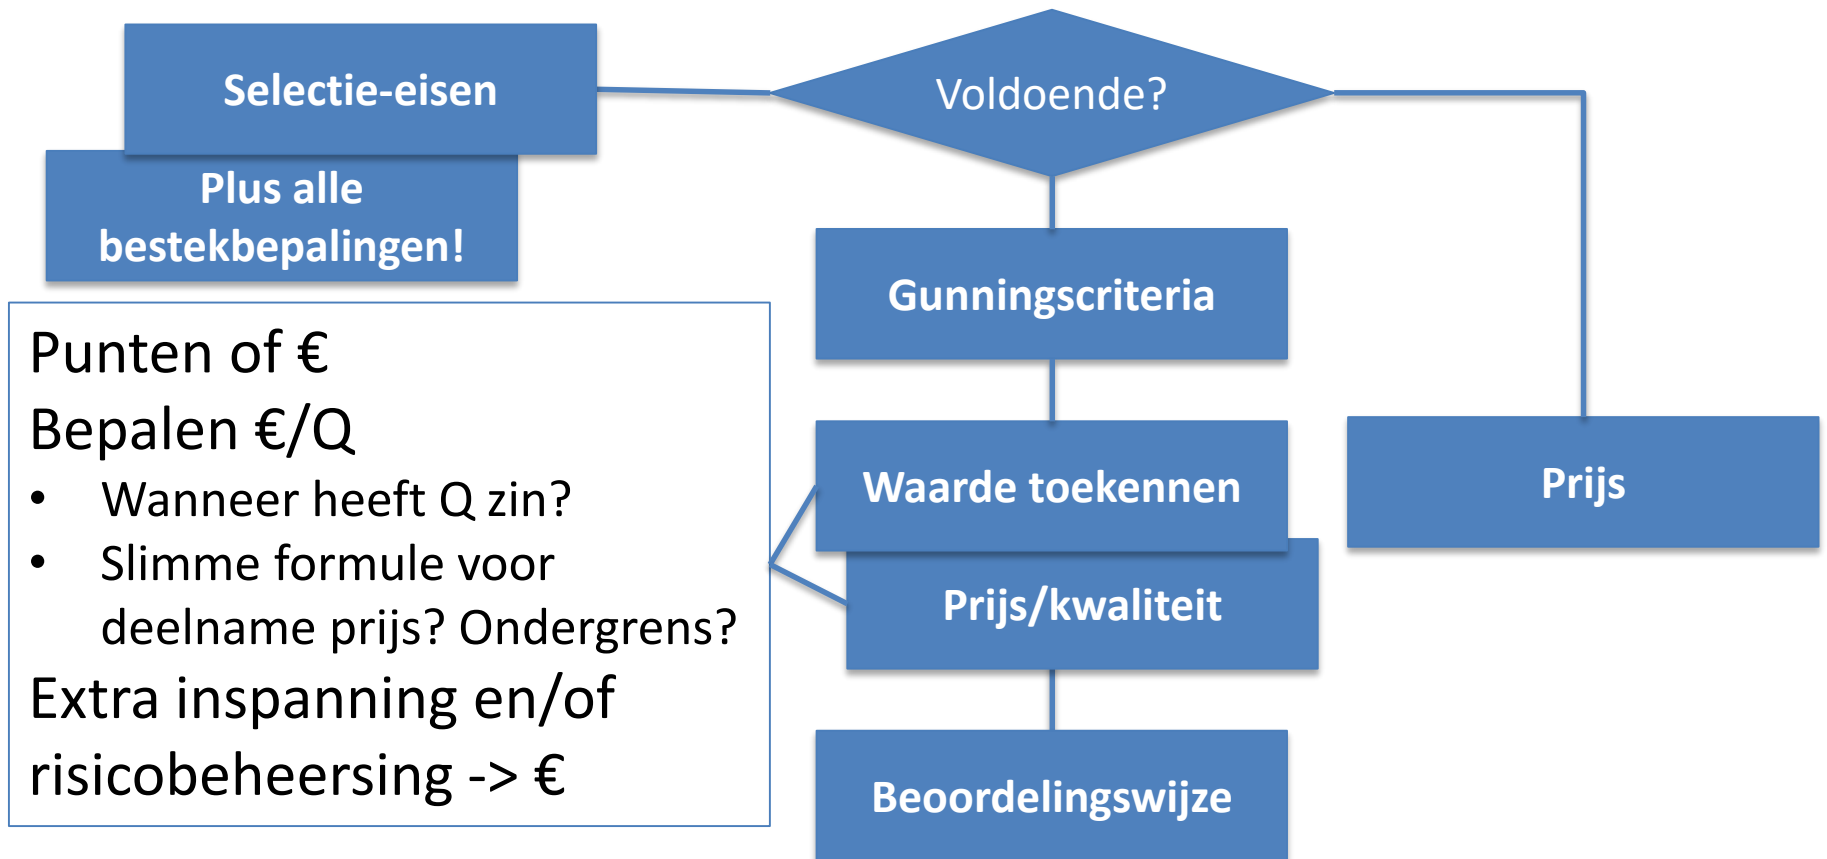 Selectie-eisen
Voldoende?
Plus alle
bestekbepalingen!
Gunningscriteria
Punten of €
Bepalen €/Q
• Wanneer heeft Q zin?
• Slimme formule voor
deelname prijs? Ondergrens?
Extra inspanning en/of
risicobeheersing -> €
Waarde toekennen
Prijs
Prijs/kwaliteit
Beoordelingswijze